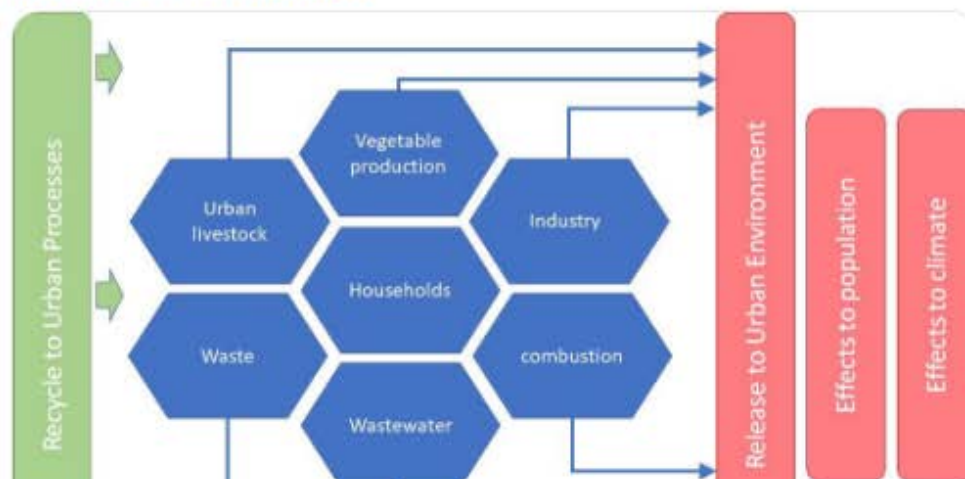 Recycle to Urban Processes
Vegetable
production
Urban
livestock
Industry
Households
Waste
combustion
Wastewater
Release to Urban Environment
Effects to population
Effects to climate